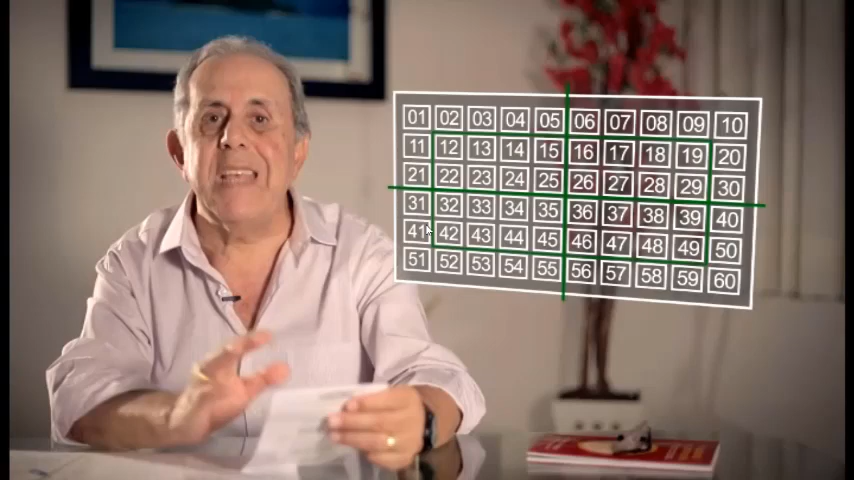 01 02 03 04 05 06 07 08 09 10
11 12 13 14 15 16 17 18 19 20
21 22 23 24 25 26 27 28 29 30
31 32 33 34 35 36 37 38 39 40
41 42 43 44 45 46 47 48 49 50
51 52 53 54 55 56 57 58 59 60